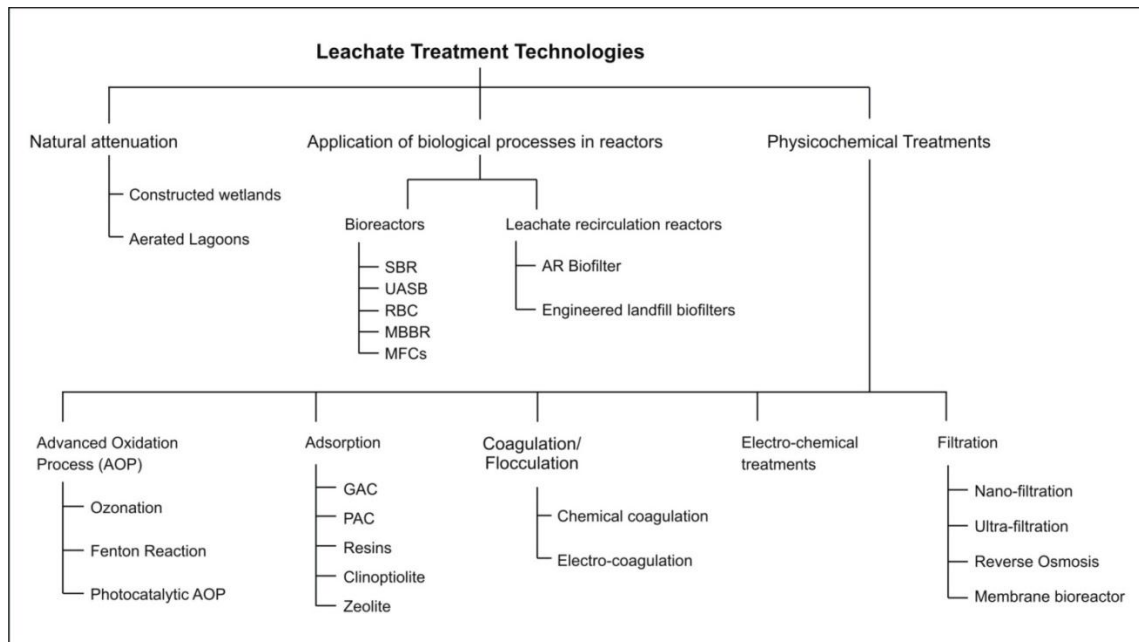 Leachate Treatment Technologies
Natural attenuation
Application of biological processes in reactors
Physicochemical Treatments
Constructed wetlands
Aerated Lagoons
Bioreactors
SBR
UASB
RBC
MBBR
MFCs
Leachate recirculation reactors
AR Biofilter
Engineered landfill biofilters
Advanced Oxidation
Process (AOP)
Ozonation
Fenton Reaction
Photocatalytic AOP
Adsorption
GAC
PAC
Resins
Clinoptiolite
Zeolite
Coagulation/
Flocculation
Chemical coagulation
Electro-coagulation
Electro-chemical
treatments
Filtration
Nano-filtration
Ultra-filtration
Reverse Osmosis
Membrane bioreactor